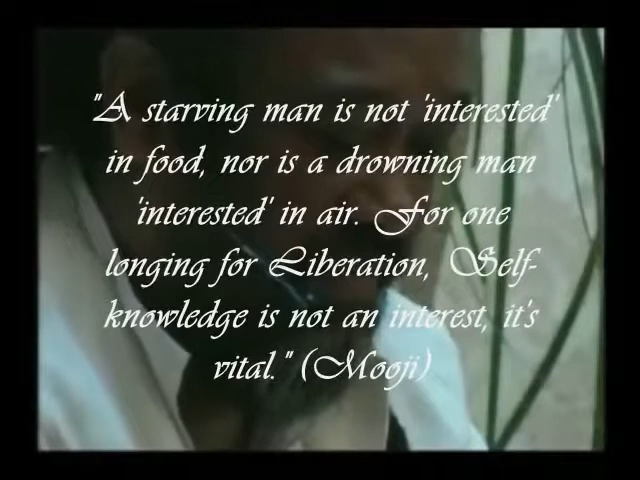 "A starving man is not 'interested'
in food, nor is a drowning man
'interested' in air. For one
longing for Liberation, Self-
knowledge is not an interest, it's
vital." (Mooji)